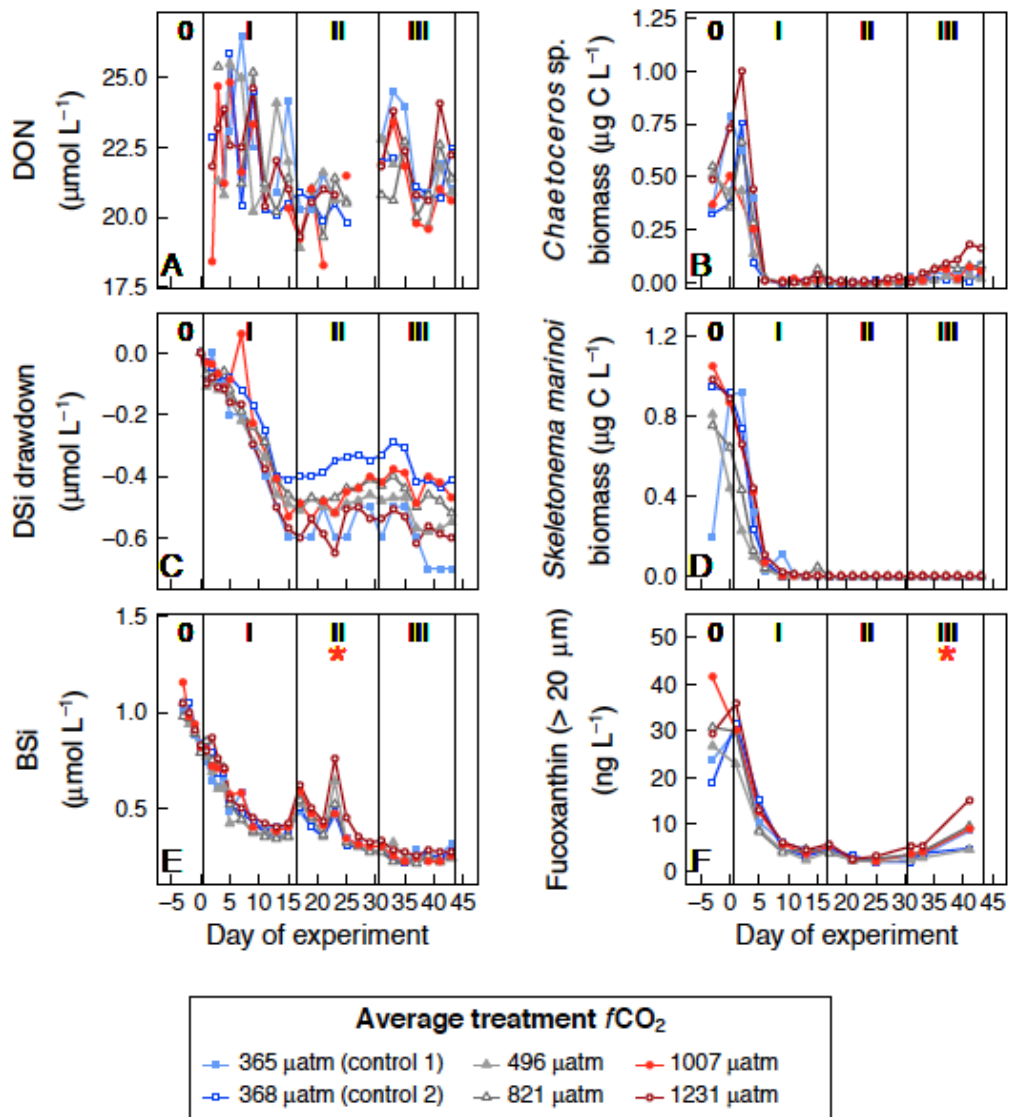 DON
(µmol L⁻¹)
25.0
22.5
20.0
17.5
0 I II III
A
Chaetoceros sp.
biomass (µg C L⁻¹)
1.25
1.00
0.75
0.50
0.25
0.00
0 I II III
B
DSi drawdown
(µmol L⁻¹)
0.0
−0.2
−0.4
−0.6
0 I II III
C
Skeletonema marinoi
biomass (µg C L⁻¹)
1.2
0.8
0.4
0.0
0 I II III
D
BSi
(µmol L⁻¹)
1.5
1.0
0.5
0 I II III
*
E
−5 0 5 10 15 20 25 30 35 40 45
Day of experiment
Fucoxanthin (> 20 µm)
(ng L⁻¹)
50
40
30
20
10
0
0 I II III
*
F
−5 0 5 10 15 20 25 30 35 40 45
Day of experiment
Average treatment fCO₂
365 µatm (control 1) 496 µatm 1007 µatm
368 µatm (control 2) 821 µatm 1231 µatm